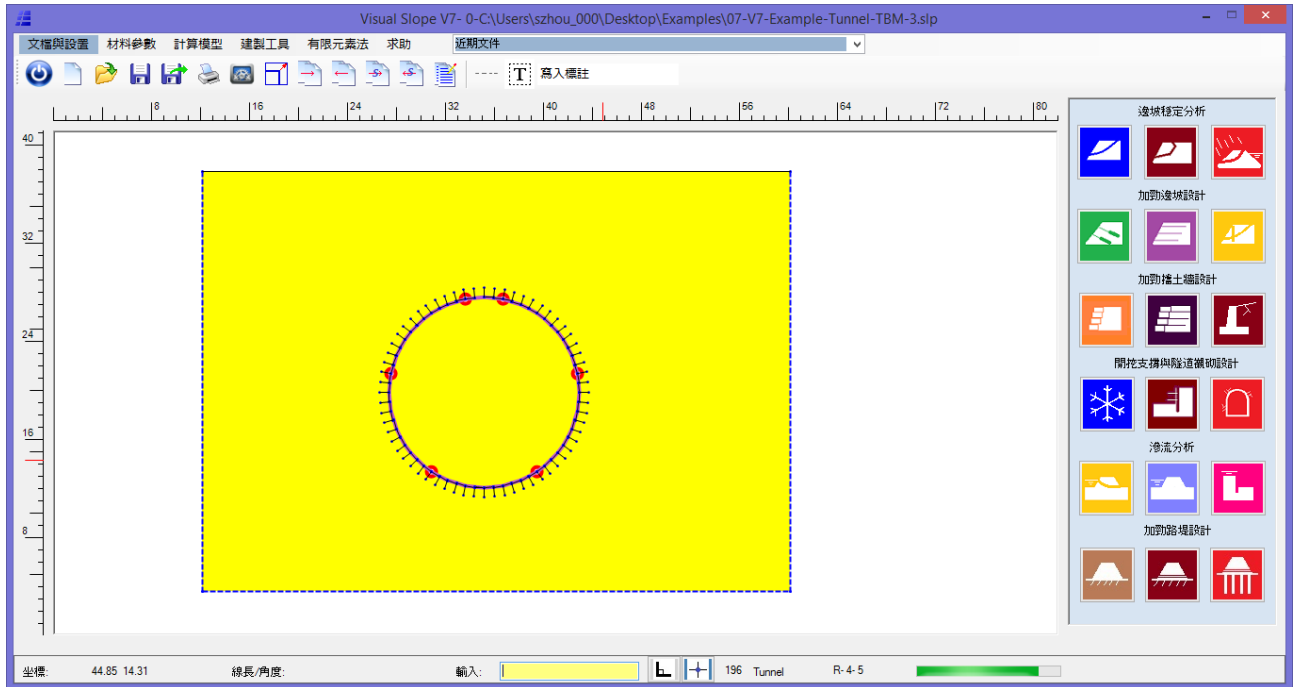 Visual Slope V7- 0-C:\Users\szhou_000\Desktop\Examples\07-V7-Example-Tunnel-TBM-3.slp
文檔與設置 材料參數 計算模型 建製工具 有限元素法 求助 近期文件
T 寫入標註
8 16 24 32 40 48 56 64 72 80
40
32
24
16
8
邊坡穩定分析
加勁邊坡設計
加勁擋土牆設計
開挖支撐與隧道襯砌設計
滲流分析
加勁路堤設計
坐標: 44.85 14.31 線長/角度: 輸入: 196 Tunnel R- 4- 5